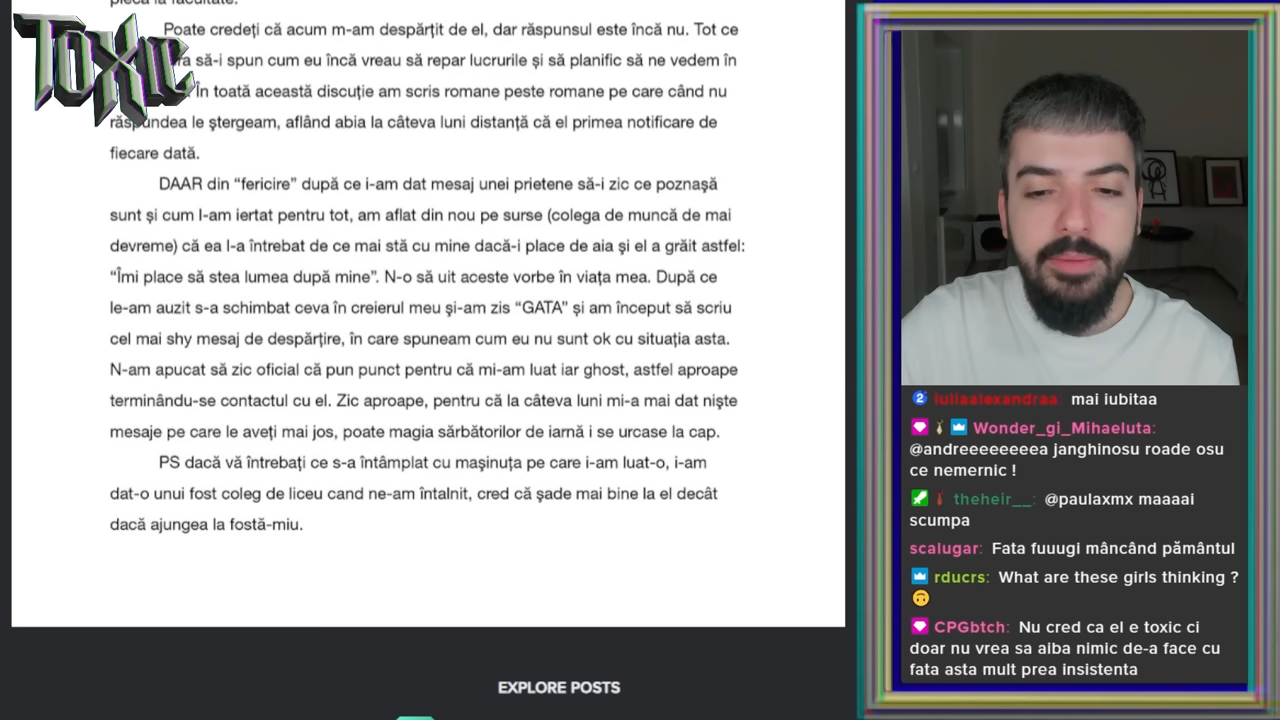 pleca la facultate.
TOXIC
Poate credeți că acum m-am despărțit de el, dar răspunsul este încă nu. Tot ce
să-i spun cum eu încă vreau să repar lucrurile și să planific să ne vedem în
În toată această discuție am scris romane peste romane pe care când nu
răspundea le ștergeam, aflând abia la câteva luni distanță că el primea notificare de
fiecare dată.
DAAR din “fericire” după ce i-am dat mesaj unei prietene să-i zic ce poznașă
sunt și cum l-am iertat pentru tot, am aflat din nou pe surse (colega de muncă de mai
devreme) că ea l-a întrebat de ce mai stă cu mine dacă-i place de aia și el a grăit astfel:
“Îmi place să stea lumea după mine”. N-o să uit aceste vorbe în viața mea. După ce
le-am auzit s-a schimbat ceva în creierul meu și-am zis “GATA” și am început să scriu
cel mai shy mesaj de despărțire, în care spuneam cum eu nu sunt ok cu situația asta.
N-am apucat să zic oficial că pun punct pentru că mi-am luat iar ghost, astfel aproape
terminându-se contactul cu el. Zic aproape, pentru că la câteva luni mi-a mai dat niște
mesaje pe care le aveți mai jos, poate magia sărbătorilor de iarnă i se urcase la cap.
PS dacă vă întrebați ce s-a întâmplat cu mașinuța pe care i-am luat-o, i-am
dat-o unui fost coleg de liceu cand ne-am întalnit, cred că șade mai bine la el decât
dacă ajungea la fostă-miu.
EXPLORE POSTS
2 iuliaalexandraa: mai iubitaa
Wonder_gi_Mihaeluta:
@andreeeeeeeea janghinosu roade osu
ce nemernic !
theheir__: @paulaxmx maaaai
scumpa
scalugar: Fata fuuugi mâncând pământul
rducrs: What are these girls thinking ?
🙃
CPGbtch: Nu cred ca el e toxic ci
doar nu vrea sa aiba nimic de-a face cu
fata asta mult prea insistenta